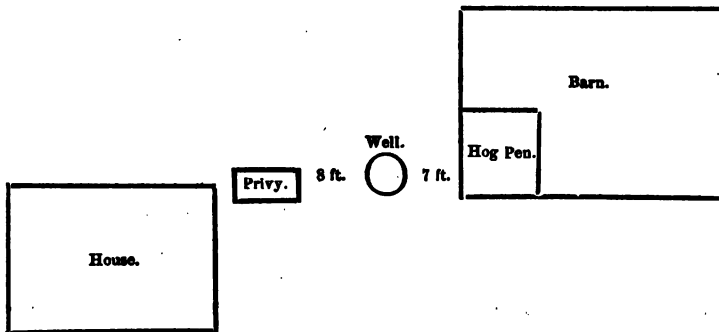 Barn.
Well.
Hog Pen.
Privy.
8 ft.
7 ft.
House.